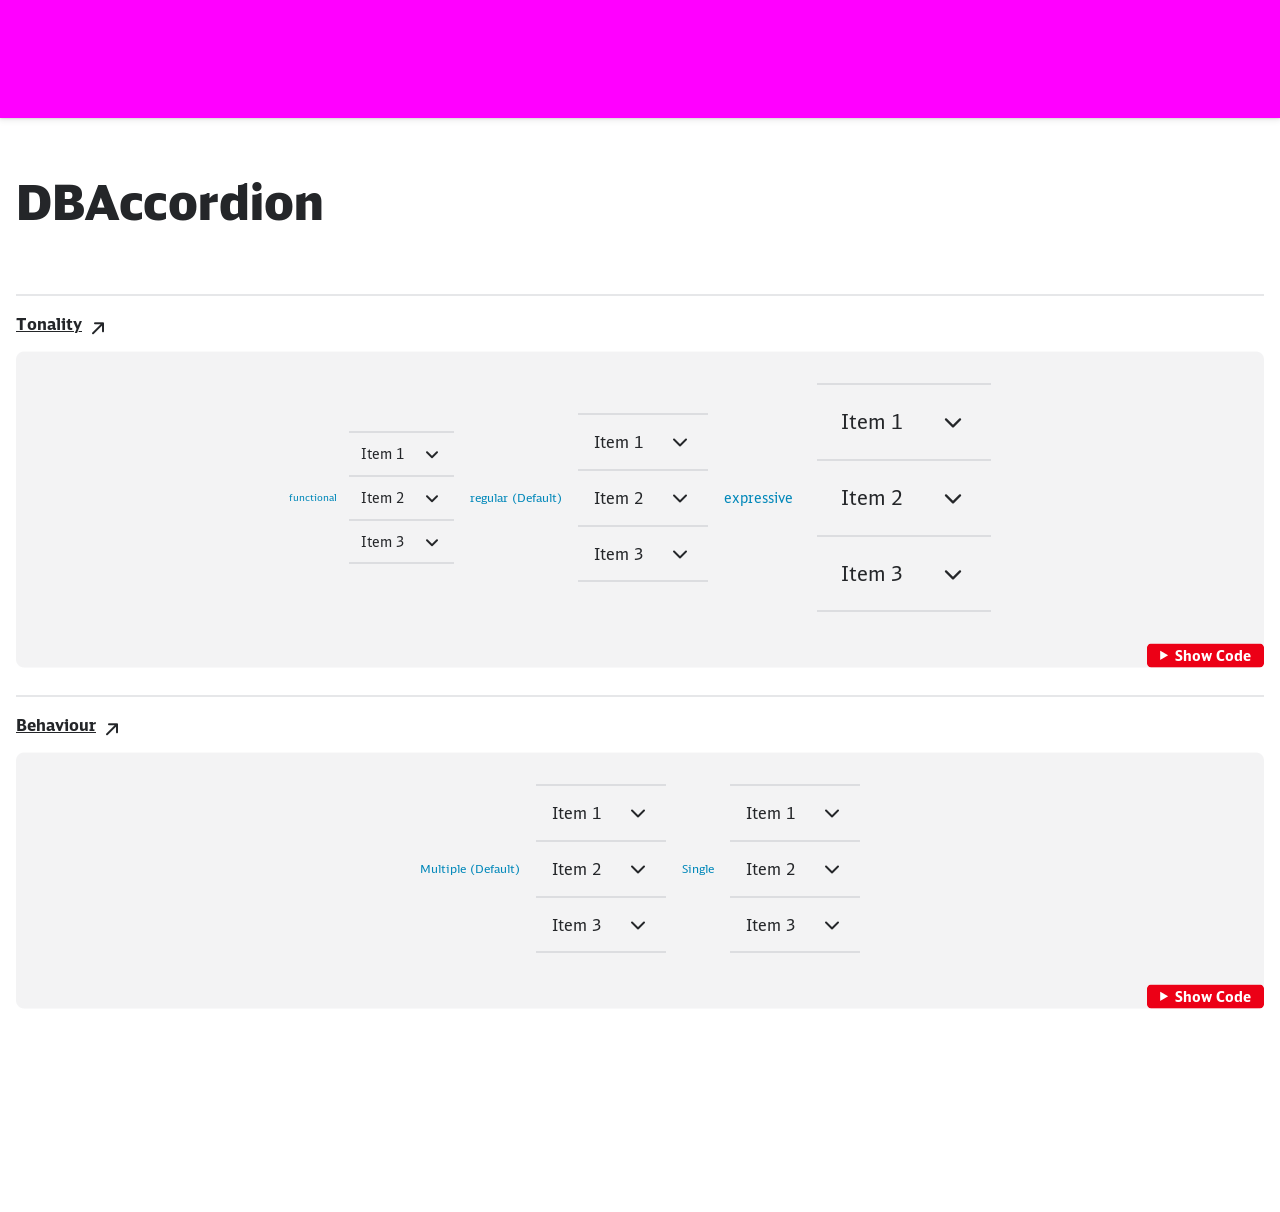 DBAccordion
Tonality
functional
Item 1
Item 2
Item 3
regular (Default)
Item 1
Item 2
Item 3
expressive
Item 1
Item 2
Item 3
Show Code
Behaviour
Multiple (Default)
Item 1
Item 2
Item 3
Single
Item 1
Item 2
Item 3
Show Code